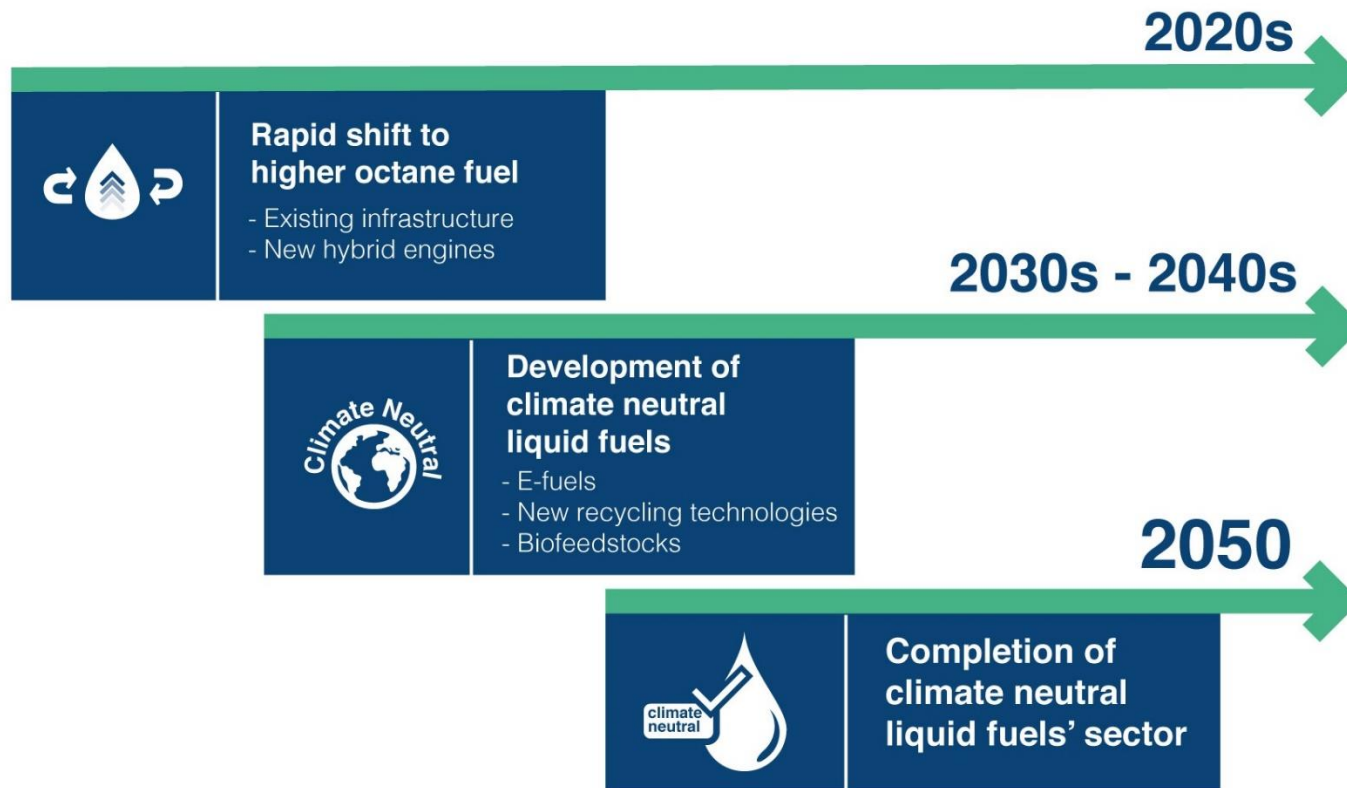 2020s
Rapid shift to
higher octane fuel
- Existing infrastructure
- New hybrid engines
2030s - 2040s
Climate Neutral
Development of
climate neutral
liquid fuels
- E-fuels
- New recycling technologies
- Biofeedstocks
2050
climate
neutral
Completion of
climate neutral
liquid fuels’ sector